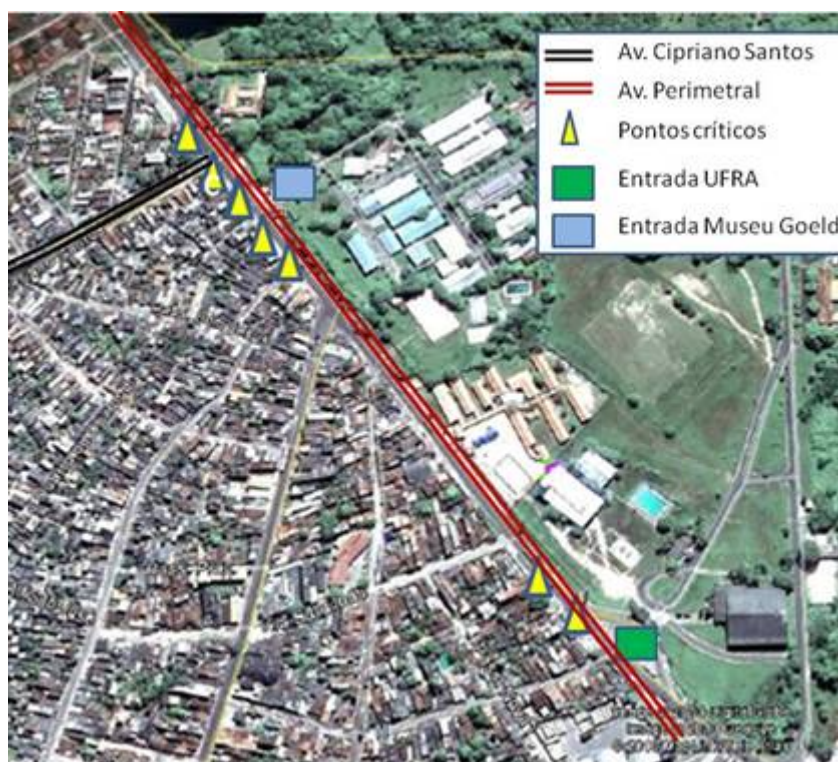 Av. Cipriano Santos
Av. Perimetral
Pontos críticos
Entrada UFRA
Entrada Museu Goeld